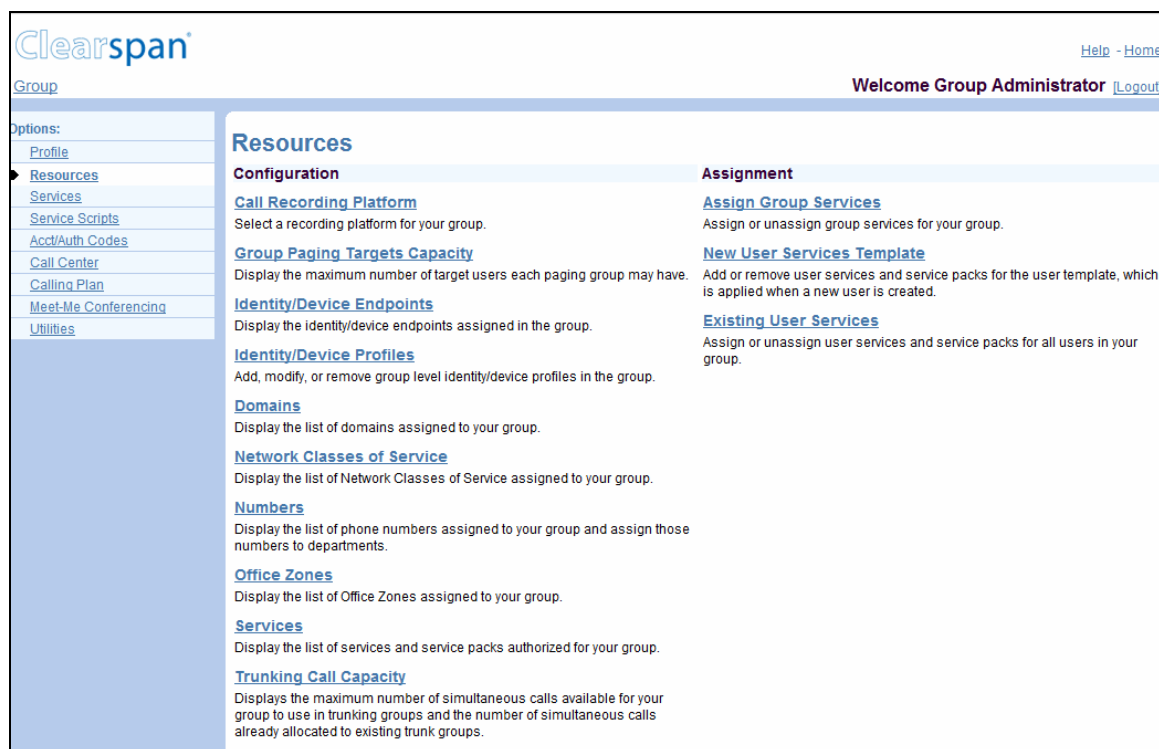 Clearspan
Help - Home
Group
Welcome Group Administrator [Logout
Options:
Profile
Resources
Services
Service Scripts
Acct/Auth Codes
Call Center
Calling Plan
Meet-Me Conferencing
Utilities
Resources
Configuration
Call Recording Platform
Select a recording platform for your group.
Group Paging Targets Capacity
Display the maximum number of target users each paging group may have.
Identity/Device Endpoints
Display the identity/device endpoints assigned in the group.
Identity/Device Profiles
Add, modify, or remove group level identity/device profiles in the group.
Domains
Display the list of domains assigned to your group.
Network Classes of Service
Display the list of Network Classes of Service assigned to your group.
Numbers
Display the list of phone numbers assigned to your group and assign those
numbers to departments.
Office Zones
Display the list of Office Zones assigned to your group.
Services
Display the list of services and service packs authorized for your group.
Trunking Call Capacity
Displays the maximum number of simultaneous calls available for your
group to use in trunking groups and the number of simultaneous calls
already allocated to existing trunk groups.
Assignment
Assign Group Services
Assign or unassign group services for your group.
New User Services Template
Add or remove user services and service packs for the user template, which
is applied when a new user is created.
Existing User Services
Assign or unassign user services and service packs for all users in your
group.